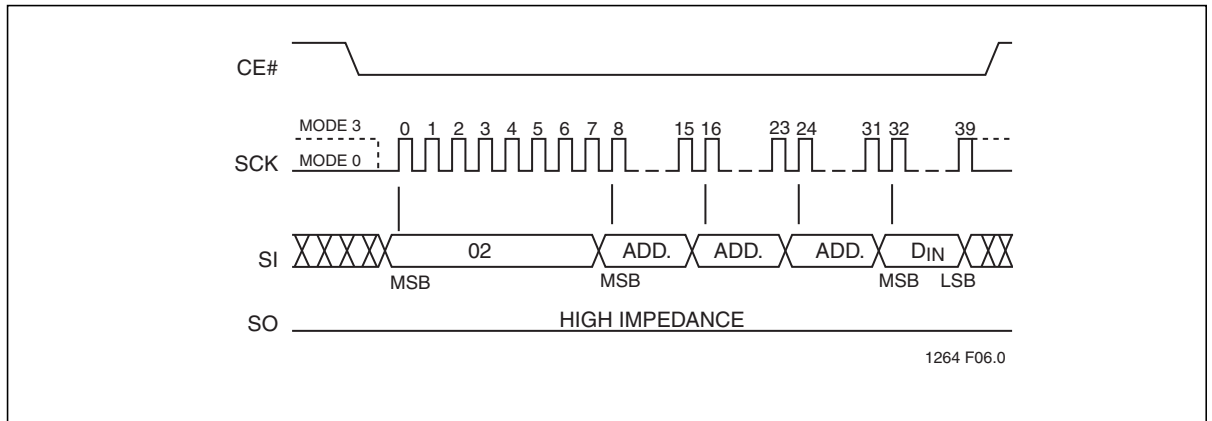 CE#
MODE 3 0 1 2 3 4 5 6 7 8 15 16 23 24 31 32 39
SCK MODE 0
SI 02 ADD. ADD. ADD. DIN
MSB MSB MSB LSB
SO HIGH IMPEDANCE
1264 F06.0